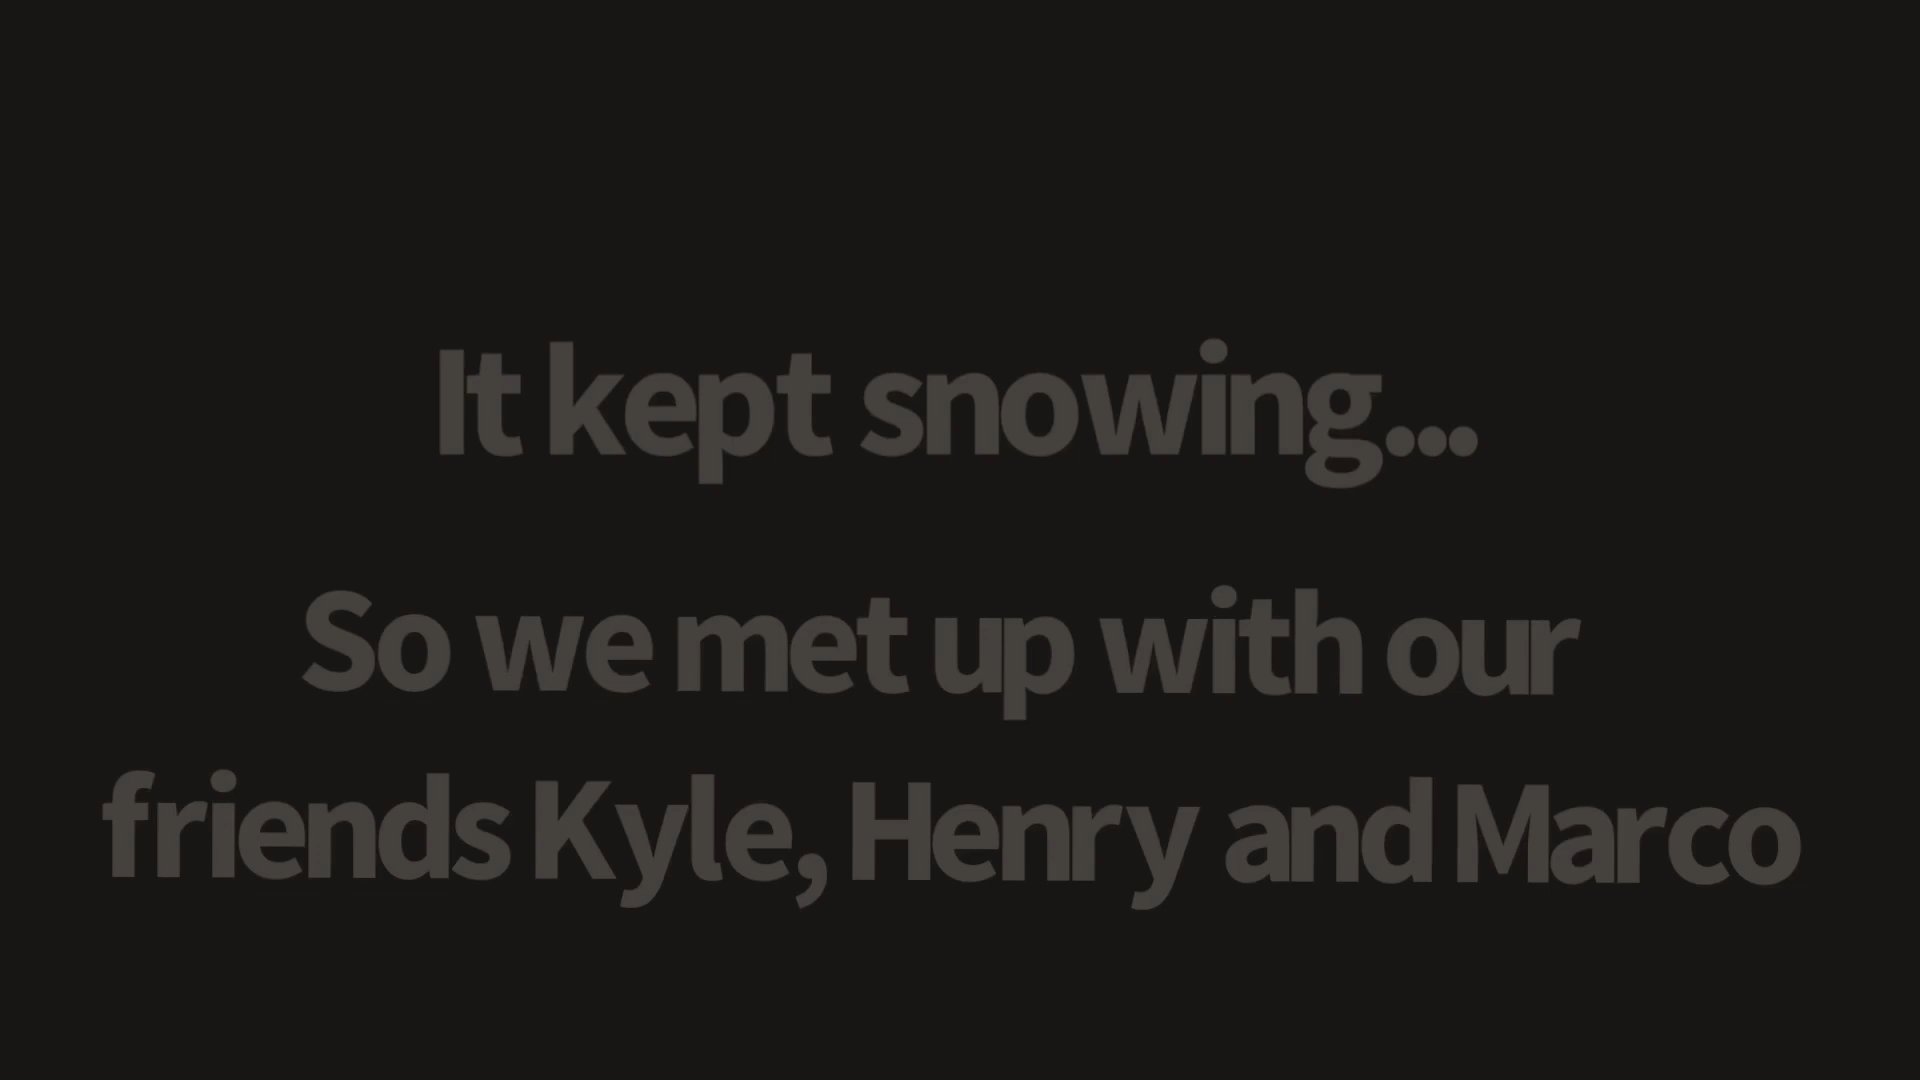 It kept snowing...
So we met up with our
friends Kyle, Henry and Marco